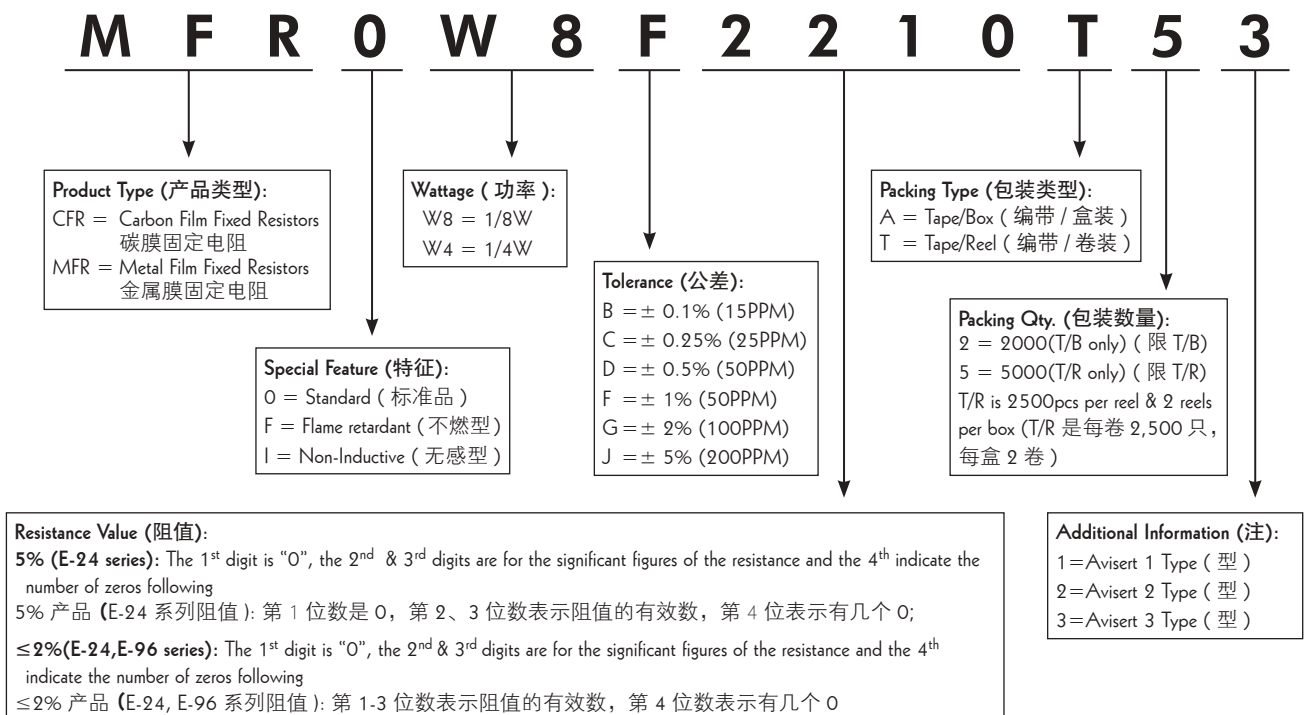 M F R 0 W 8 F 2 2 1 0 T 5 3
Product Type (产品类型):
CFR = Carbon Film Fixed Resistors
碳膜固定电阻
MFR = Metal Film Fixed Resistors
金属膜固定电阻
Wattage ( 功率 ):
W8 = 1/8W
W4 = 1/4W
Packing Type (包装类型):
A = Tape/Box ( 编带 / 盒装 )
T = Tape/Reel ( 编带 / 卷装 )
Special Feature (特征):
0 = Standard ( 标准品 )
F = Flame retardant ( 不燃型 )
I = Non-Inductive ( 无感型 )
Tolerance (公差):
B =± 0.1% (15PPM)
C =± 0.25% (25PPM)
D =± 0.5% (50PPM)
F =± 1% (50PPM)
G =± 2% (100PPM)
J =± 5% (200PPM)
Packing Qty. (包装数量):
2 = 2000(T/B only) ( 限 T/B)
5 = 5000(T/R only) ( 限 T/R)
T/R is 2500pcs per reel & 2 reels
per box (T/R 是每卷 2,500 只，
每盒 2 卷 )
Resistance Value (阻值):
5% (E-24 series): The 1st digit is “0”, the 2nd & 3rd digits are for the significant figures of the resistance and the 4th indicate the
number of zeros following
5% 产品 (E-24 系列阻值 ): 第 1 位数是 0，第 2、3 位数表示阻值的有效数，第 4 位表示有几个 0;
≤2%(E-24,E-96 series): The 1st digit is “0”, the 2nd & 3rd digits are for the significant figures of the resistance and the 4th
indicate the number of zeros following
≤2% 产品 (E-24, E-96 系列阻值 ): 第 1-3 位数表示阻值的有效数，第 4 位数表示有几个 0
Additional Information (注):
1=Avisert 1 Type ( 型 )
2=Avisert 2 Type ( 型 )
3=Avisert 3 Type ( 型 )